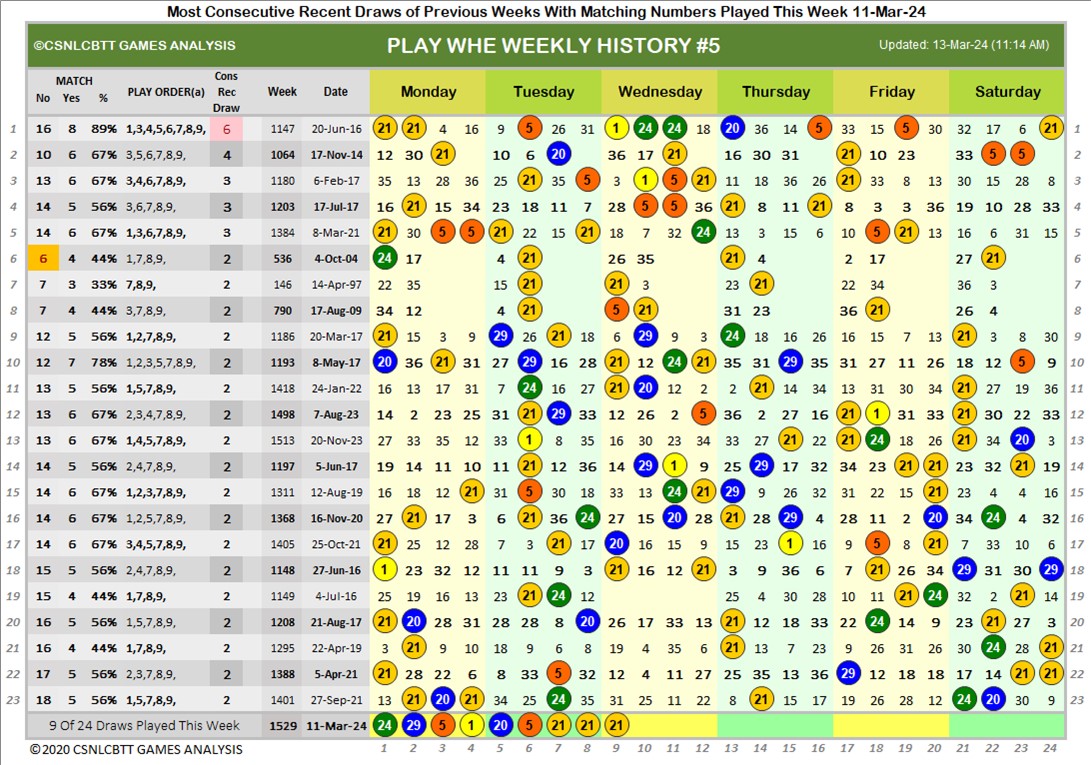 Most Consecutive Recent Draws of Previous Weeks With Matching Numbers Played This Week 11-Mar-24
©CSNLCBTT GAMES ANALYSIS PLAY WHE WEEKLY HISTORY #5 Updated: 13-Mar-24 (11:14 AM)
MATCH Cons Rec Draw
No Yes % PLAY ORDER(a) Week Date Monday Tuesday Wednesday Thursday Friday Saturday
1 16 8 89% 1,3,4,5,6,7,8,9, 6 1147 20-Jun-16 21 21 4 16 9 5 26 31 1 24 24 18 20 36 14 5 33 15 5 30 32 17 6 21 1
2 10 6 67% 3,5,6,7,8,9, 4 1064 17-Nov-14 12 30 21 10 6 20 36 17 21 16 30 31 21 10 23 33 5 5 2
3 13 6 67% 3,4,6,7,8,9, 3 1180 6-Feb-17 35 13 28 36 25 21 35 5 3 1 5 21 11 18 36 26 21 33 8 13 30 15 28 8 3
4 14 5 56% 3,6,7,8,9, 3 1203 17-Jul-17 16 21 15 34 23 18 11 7 28 5 5 36 21 8 11 21 8 3 3 36 19 10 28 33 4
5 14 6 67% 1,3,6,7,8,9, 3 1384 8-Mar-21 21 30 5 5 21 22 15 21 18 7 32 24 13 3 15 6 10 5 21 13 16 6 31 15 5
6 6 4 44% 1,7,8,9, 2 536 4-Oct-04 24 17 4 21 26 35 21 4 2 17 27 21 6
7 7 3 33% 7,8,9, 2 146 14-Apr-97 22 35 15 21 21 3 14 21 22 34 36 3 7
8 7 4 44% 3,7,8,9, 2 790 17-Aug-09 34 12 4 21 5 21 31 23 36 21 26 4 8
9 12 5 56% 1,2,7,8,9, 2 1186 20-Mar-17 21 15 3 9 29 26 21 18 6 29 9 3 24 18 16 26 16 15 7 13 21 3 8 30 9
10 12 7 78% 1,2,3,5,7,8,9, 2 1193 8-May-17 20 36 21 31 27 29 16 28 21 12 24 21 35 31 29 35 31 27 11 26 31 12 5 9 10
11 13 5 56% 1,5,7,8,9, 2 1418 24-Jan-22 16 13 17 31 7 24 16 27 21 20 12 2 2 21 14 34 13 31 30 34 21 27 19 36 11
12 13 6 67% 2,3,4,7,8,9, 2 1498 7-Aug-23 14 2 23 25 31 21 29 33 12 26 2 5 36 2 27 16 21 1 31 33 21 30 22 33 12
13 13 6 67% 1,4,5,7,8,9, 2 1513 20-Nov-23 27 33 35 12 33 1 8 35 16 30 23 34 33 27 21 22 21 24 18 26 21 34 20 3 13
14 14 5 56% 2,4,7,8,9, 2 1197 5-Jun-17 19 14 11 10 11 21 12 36 14 29 1 9 25 29 17 32 34 23 21 21 23 32 21 19 14
15 14 6 67% 1,2,3,7,8,9, 2 1311 12-Aug-19 16 18 12 21 31 5 30 18 33 13 24 21 29 9 26 32 31 22 15 21 23 4 4 16 15
16 14 6 67% 1,2,5,7,8,9, 2 1368 16-Nov-20 27 21 17 3 6 21 36 24 27 15 20 28 21 28 29 4 28 11 2 20 34 24 4 32 16
17 14 6 67% 3,4,5,7,8,9, 2 1405 25-Oct-21 21 25 12 28 7 3 21 17 20 16 15 9 15 23 1 16 9 5 8 21 7 33 10 6 17
18 15 5 56% 2,4,7,8,9, 2 1148 27-Jun-16 1 23 32 12 11 11 9 3 21 16 12 21 3 9 36 6 7 21 26 34 29 31 30 29 18
19 15 4 44% 1,7,8,9, 2 1149 4-Jul-16 25 19 16 13 23 21 24 12 25 4 30 28 10 11 21 24 32 2 21 14 19
20 16 5 56% 1,5,7,8,9, 2 1208 21-Aug-17 21 20 28 31 28 28 8 20 26 17 33 13 21 12 18 33 22 24 14 9 23 21 27 3 20
21 16 4 44% 1,7,8,9, 2 1295 22-Apr-19 3 21 9 10 18 9 6 8 19 4 35 6 21 13 7 23 9 26 31 26 30 24 28 21 21
22 17 5 56% 2,3,7,8,9, 2 1388 5-Apr-21 21 28 22 6 8 33 5 32 12 4 11 27 25 35 13 36 29 12 18 18 17 14 21 21 22
23 18 5 56% 1,5,7,8,9, 2 1401 27-Sep-21 13 21 20 21 34 25 24 8 31 25 11 22 8 21 15 17 19 26 28 12 24 20 30 9 23
9 Of 24 Draws Played This Week 1529 11-Mar-24 24 29 5 1 20 5 21 21 21
© 2020 CSNLCBTT GAMES ANALYSIS 1 2 3 4 5 6 7 8 9 10 11 12 13 14 15 16 17 18 19 20 21 22 23 24